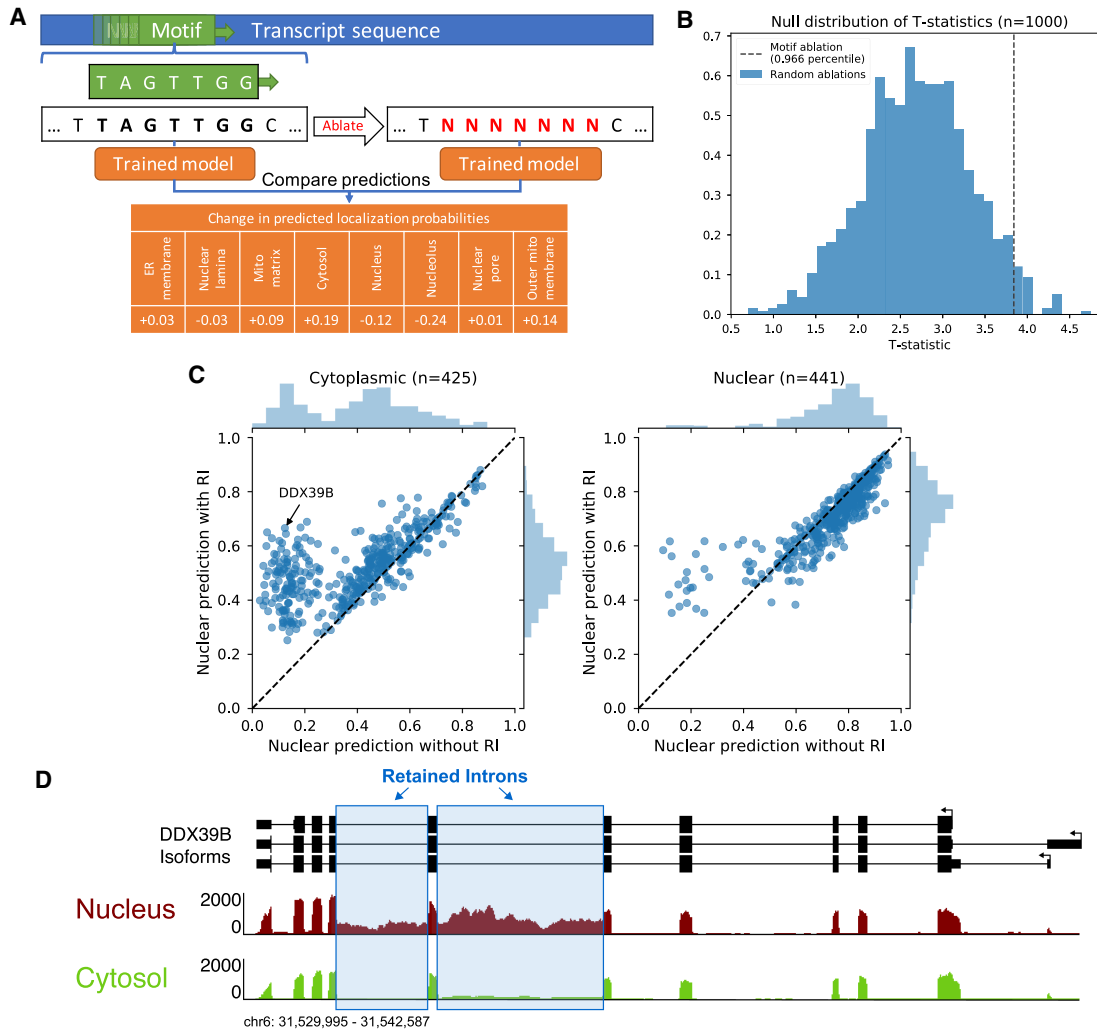 A
Motif
Transcript sequence
T A G T T G G
... T T A G T T G G C ...
Ablate
... T N N N N N N N C ...
Trained model
Trained model
Compare predictions
Change in predicted localization probabilities
ER membrane
Nuclear lamina
Mito matrix
Cytosol
Nucleus
Nucleolus
Nuclear pore
Outer mito membrane
+0.03 -0.03 +0.09 +0.19 -0.12 -0.24 +0.01 +0.14
B
Null distribution of T-statistics (n=1000)
Motif ablation
(0.966 percentile)
Random ablations
0.7
0.6
0.5
0.4
0.3
0.2
0.1
0.0
0.5 1.0 1.5 2.0 2.5 3.0 3.5 4.0 4.5
T-statistic
C
Cytoplasmic (n=425)
Nuclear prediction with RI
1.0
0.8
0.6
0.4
0.2
0.0
DDX39B
0.0 0.2 0.4 0.6 0.8 1.0
Nuclear prediction without RI
Nuclear (n=441)
Nuclear prediction with RI
1.0
0.8
0.6
0.4
0.2
0.0
0.0 0.2 0.4 0.6 0.8 1.0
Nuclear prediction without RI
D
Retained Introns
DDX39B
Isoforms
Nucleus
2000
0
Cytosol
2000
0
chr6: 31,529,995 - 31,542,587